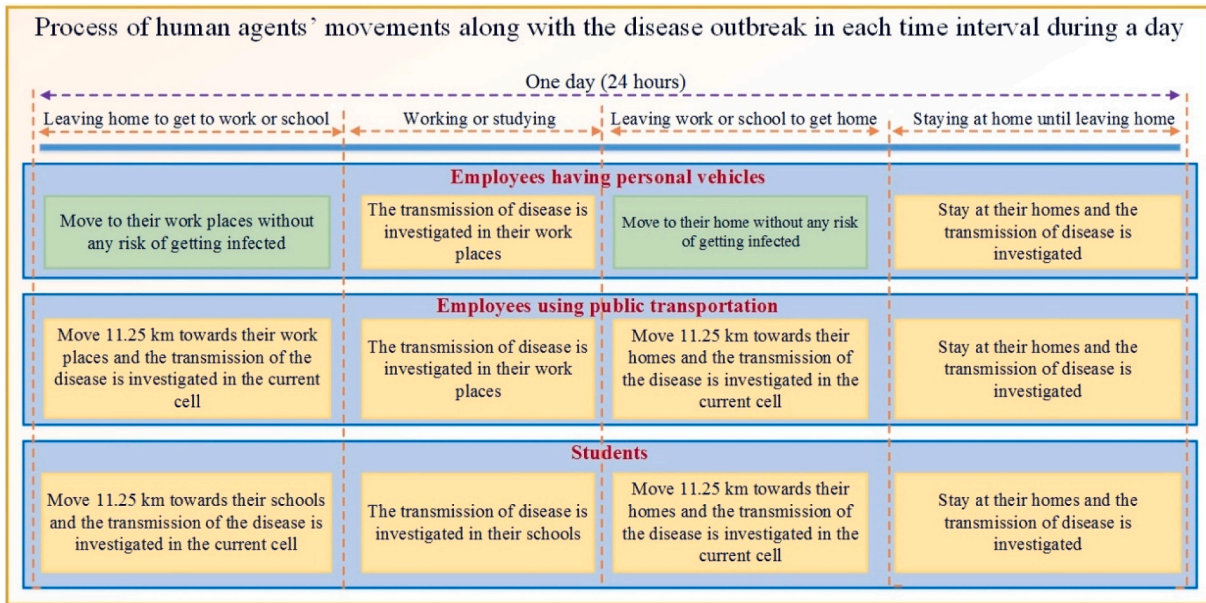 Process of human agents’ movements along with the disease outbreak in each time interval during a day
One day (24 hours)
Leaving home to get to work or school
Working or studying
Leaving work or school to get home
Staying at home until leaving home
Employees having personal vehicles
Move to their work places without
any risk of getting infected
The transmission of disease is
investigated in their work
places
Move to their home without any risk
of getting infected
Stay at their homes and the
transmission of disease is
investigated
Employees using public transportation
Move 11.25 km towards their work
places and the transmission of the
disease is investigated in the current
cell
The transmission of disease is
investigated in their work
places
Move 11.25 km towards their
homes and the transmission of
the disease is investigated in the
current cell
Stay at their homes and the
transmission of disease is
investigated
Students
Move 11.25 km towards their schools
and the transmission of the disease is
investigated in the current cell
The transmission of disease is
investigated in their schools
Move 11.25 km towards their
homes and the transmission of
the disease is investigated in the
current cell
Stay at their homes and the
transmission of disease is
investigated